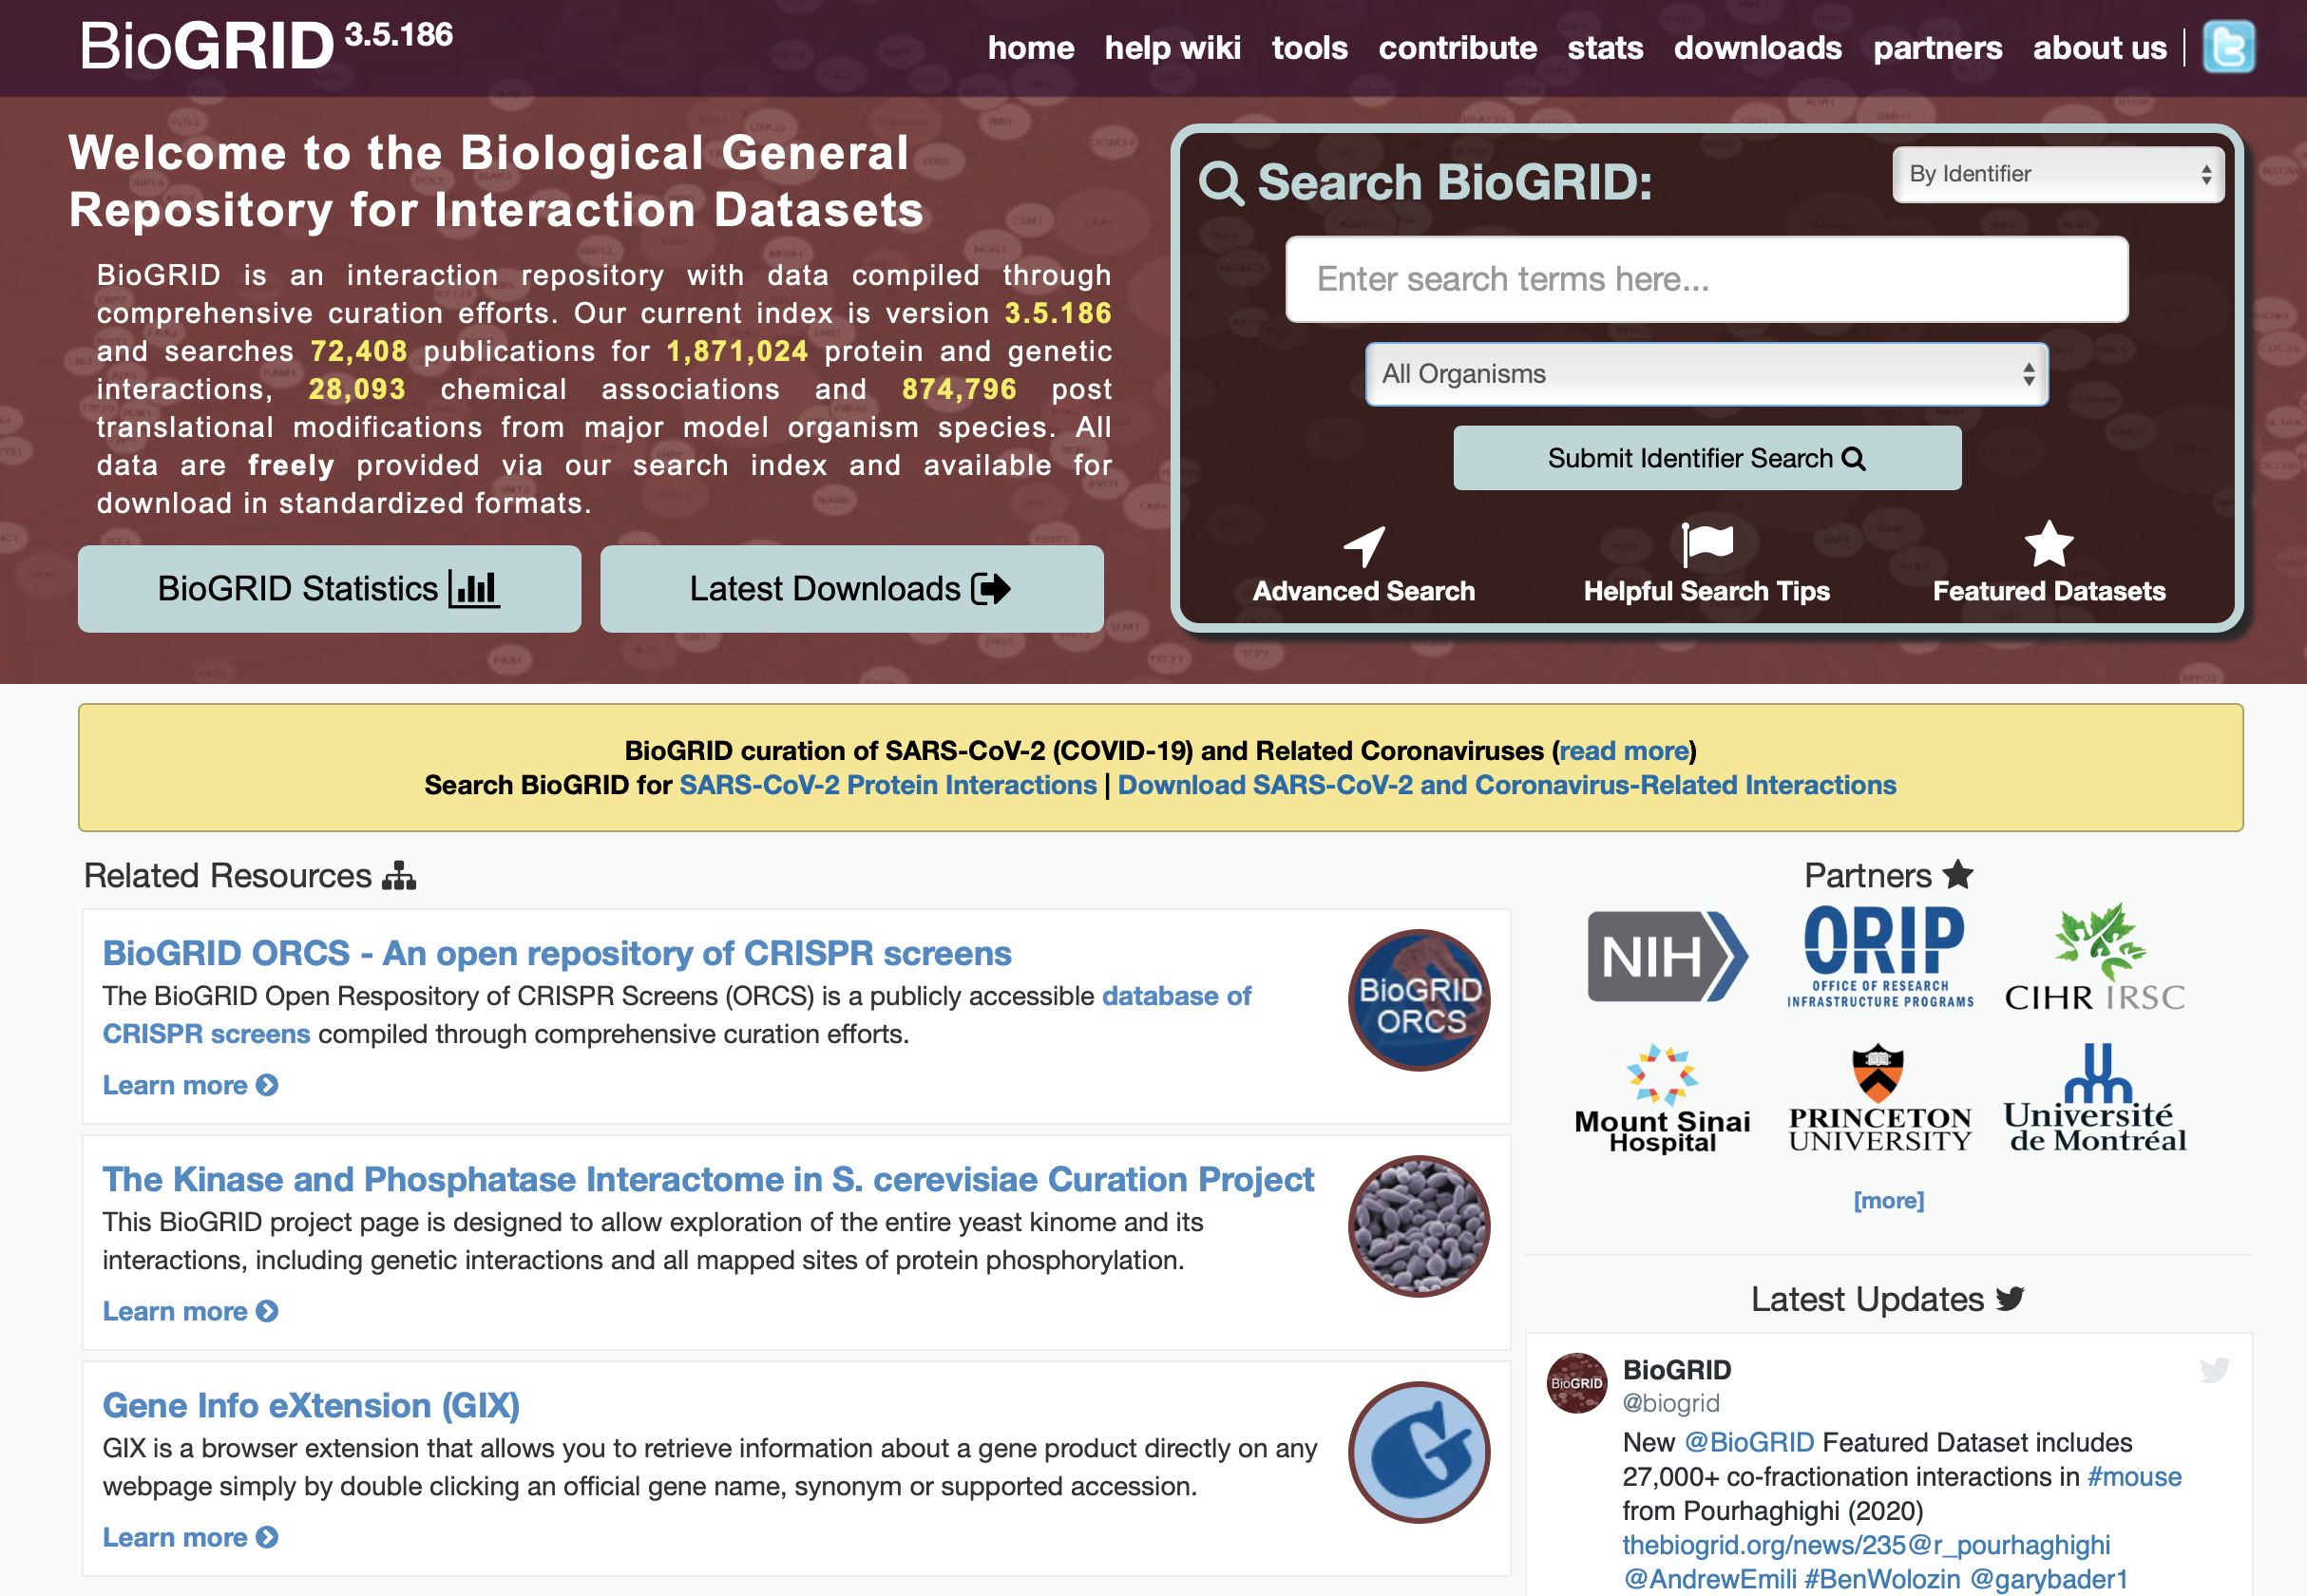 BioGRID 3.5.186
home help wiki tools contribute stats downloads partners about us
Welcome to the Biological General
Repository for Interaction Datasets
BioGRID is an interaction repository with data compiled through
comprehensive curation efforts. Our current index is version 3.5.186
and searches 72,408 publications for 1,871,024 protein and genetic
interactions, 28,093 chemical associations and 874,796 post
translational modifications from major model organism species. All
data are freely provided via our search index and available for
download in standardized formats.
BioGRID Statistics
Latest Downloads
Search BioGRID:
By Identifier
Enter search terms here...
All Organisms
Submit Identifier Search
Advanced Search
Helpful Search Tips
Featured Datasets
BioGRID curation of SARS-CoV-2 (COVID-19) and Related Coronaviruses (read more)
Search BioGRID for SARS-CoV-2 Protein Interactions | Download SARS-CoV-2 and Coronavirus-Related Interactions
Related Resources
BioGRID ORCS - An open repository of CRISPR screens
The BioGRID Open Respository of CRISPR Screens (ORCS) is a publicly accessible database of
CRISPR screens compiled through comprehensive curation efforts.
Learn more
BioGRID
ORCS
The Kinase and Phosphatase Interactome in S. cerevisiae Curation Project
This BioGRID project page is designed to allow exploration of the entire yeast kinome and its
interactions, including genetic interactions and all mapped sites of protein phosphorylation.
Learn more
Gene Info eXtension (GIX)
GIX is a browser extension that allows you to retrieve information about a gene product directly on any
webpage simply by double clicking an official gene name, synonym or supported accession.
Learn more
G
Partners
NIH
ORIP
OFFICE OF RESEARCH
INFRASTRUCTURE PROGRAMS
CIHR IRSC
Mount Sinai
Hospital
PRINCETON
UNIVERSITY
Université
de Montréal
[more]
Latest Updates
BioGRID
BioGRID
@biogrid
New @BioGRID Featured Dataset includes
27,000+ co-fractionation interactions in #mouse
from Pourhaghighi (2020)
thebiogrid.org/news/235@r_pourhaghighi
@AndrewEmili #BenWolozin @garybader1